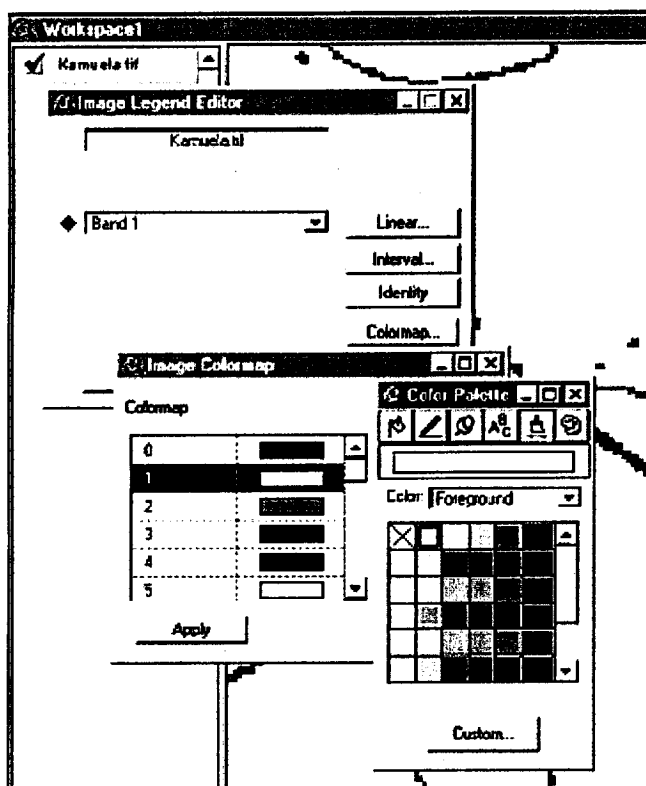 Workspace1
Kamuela tif
Image Legend Editor
Kamuela.tif
Band 1
Linear...
Interval...
Identity
Colormap...
Image Colormap
Colormap
0
1
2
3
4
5
Apply
Color Palette
ABC
Color: Foreground
Custom...